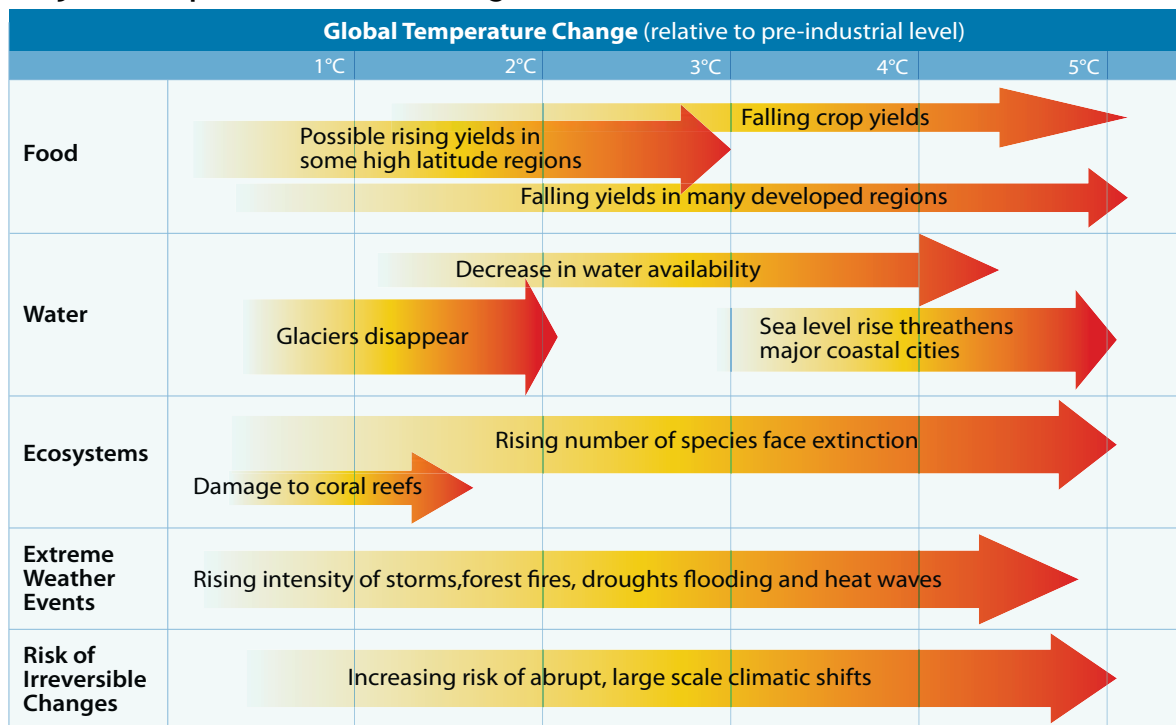 Global Temperature Change (relative to pre-industrial level)
1°C 2°C 3°C 4°C 5°C
Food
Falling crop yields
Possible rising yields in
some high latitude regions
Falling yields in many developed regions
Water
Decrease in water availability
Glaciers disappear
Sea level rise threathens
major coastal cities
Ecosystems
Rising number of species face extinction
Damage to coral reefs
Extreme
Weather
Events
Rising intensity of storms,forest fires, droughts flooding and heat waves
Risk of
Irreversible
Changes
Increasing risk of abrupt, large scale climatic shifts